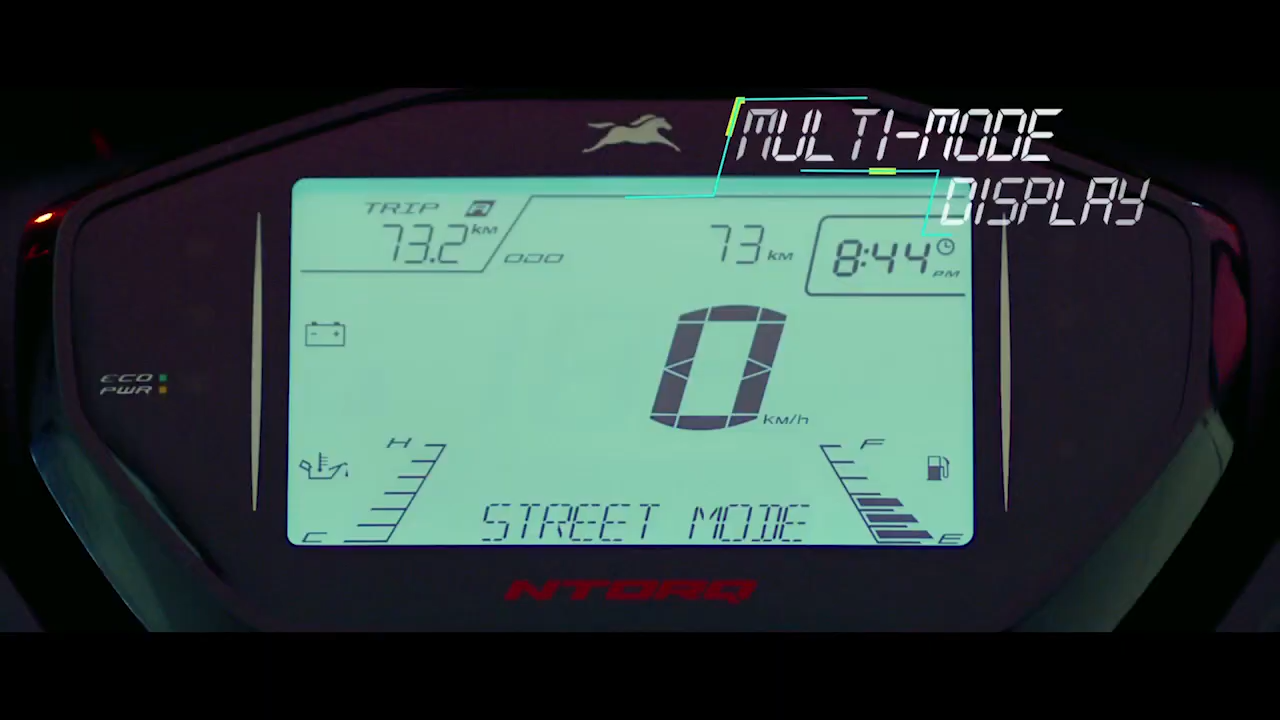 MULTI-MODE
DISPLAY
TRIP A
73.2 KM
73 KM
8:44 PM
0 KM/h
ECO
PWR
H
C
F
E
STREET MODE
NTORQ